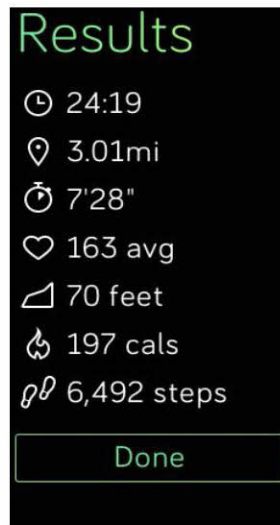 Results
24:19
3.01mi
7'28"
163 avg
70 feet
197 cals
6,492 steps
Done